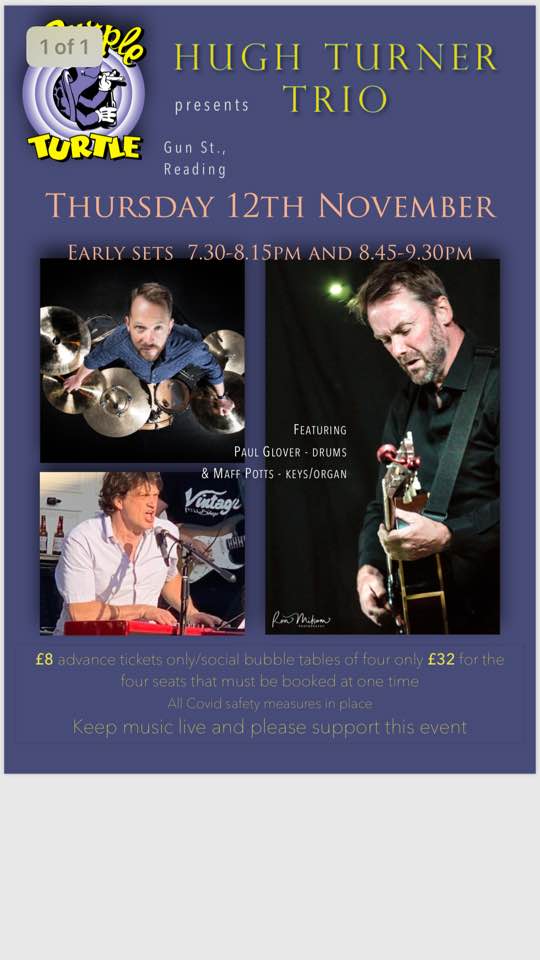 1 of 1
Purple
TURTLE
HUGH TURNER
presents TRIO
Gun St.,
Reading
THURSDAY 12TH NOVEMBER
EARLY SETS 7.30-8.15PM AND 8.45-9.30PM
FEATURING
PAUL GLOVER - DRUMS
& MAFF POTTS - KEYS/ORGAN
Vintage
Ron Milsom
PHOTOGRAPHY
£8 advance tickets only/social bubble tables of four only £32 for the
four seats that must be booked at one time
All Covid safety measures in place
Keep music live and please support this event